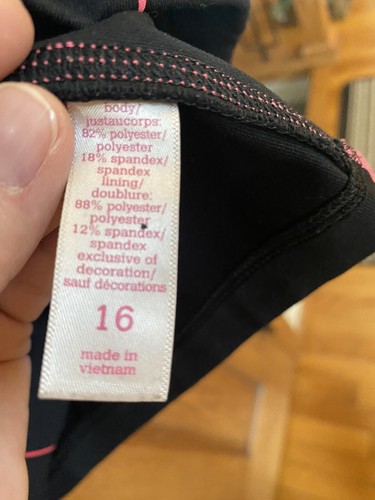 body/
justaucorps:
82% polyester/
polyester
18% spandex/
spandex
lining/
doublure:
88% polyester/
polyester
12% spandex/
spandex
exclusive of
decoration/
sauf décorations
16
made in
vietnam